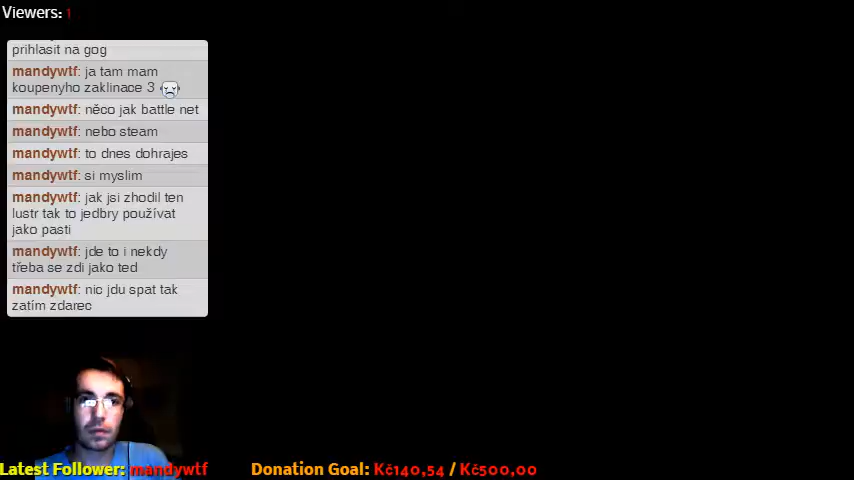 Viewers: 1
prihlasit na gog
mandywtf: ja tam mam
koupenyho zaklinace 3
mandywtf: něco jak battle net
mandywtf: nebo steam
mandywtf: to dnes dohrajes
mandywtf: si myslim
mandywtf: jak jsi zhodil ten
lustr tak to jedbry používat
jako pasti
mandywtf: jde to i nekdy
třeba se zdi jako ted
mandywtf: nic jdu spat tak
zatím zdarec
Latest Follower: mandywtf
Donation Goal: Kč140,54 / Kč500,00